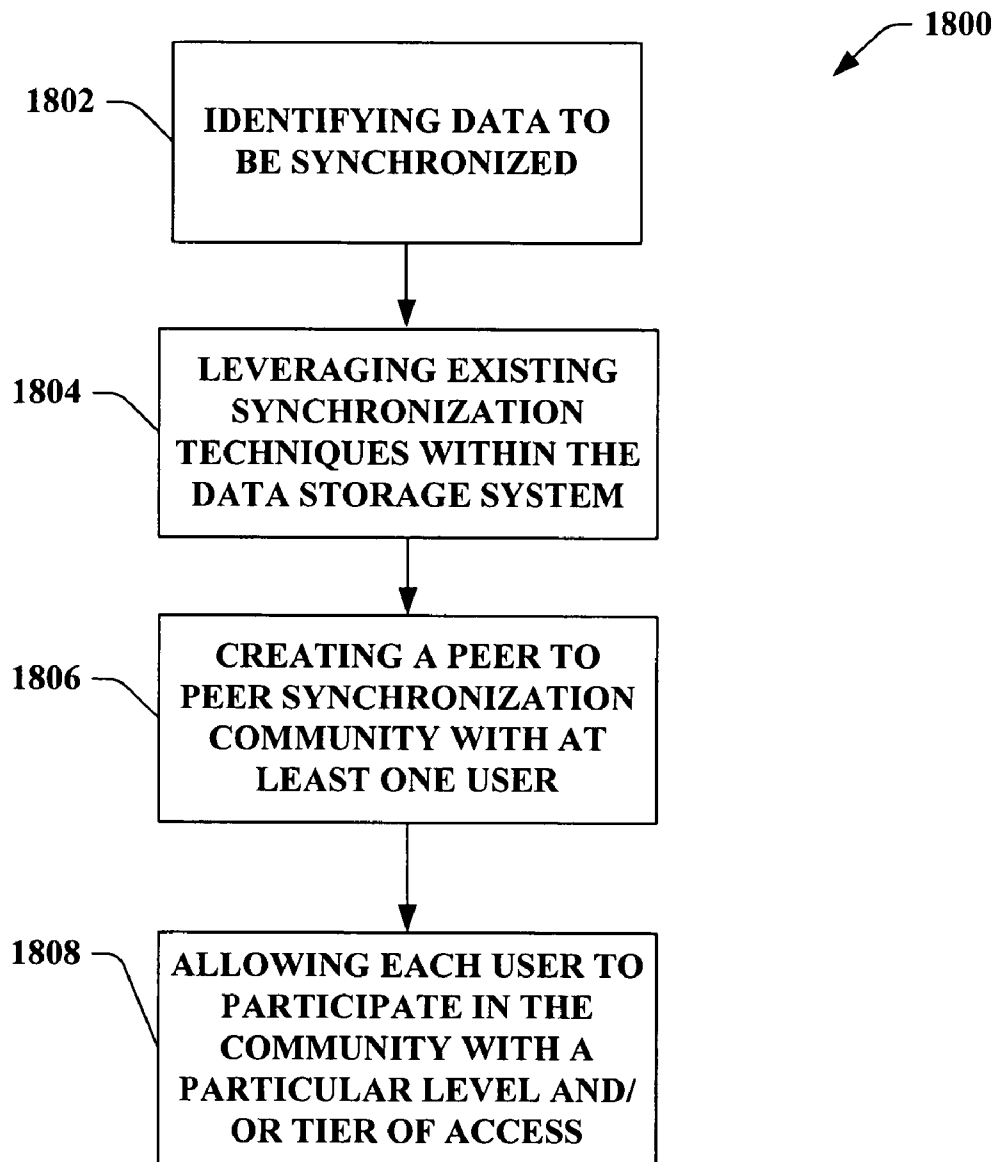 1800
1802
IDENTIFYING DATA TO
BE SYNCHRONIZED
1804
LEVERAGING EXISTING
SYNCHRONIZATION
TECHNIQUES WITHIN THE
DATA STORAGE SYSTEM
1806
CREATING A PEER TO
PEER SYNCHRONIZATION
COMMUNITY WITH AT
LEAST ONE USER
1808
ALLOWING EACH USER TO
PARTICIPATE IN THE
COMMUNITY WITH A
PARTICULAR LEVEL AND/
OR TIER OF ACCESS